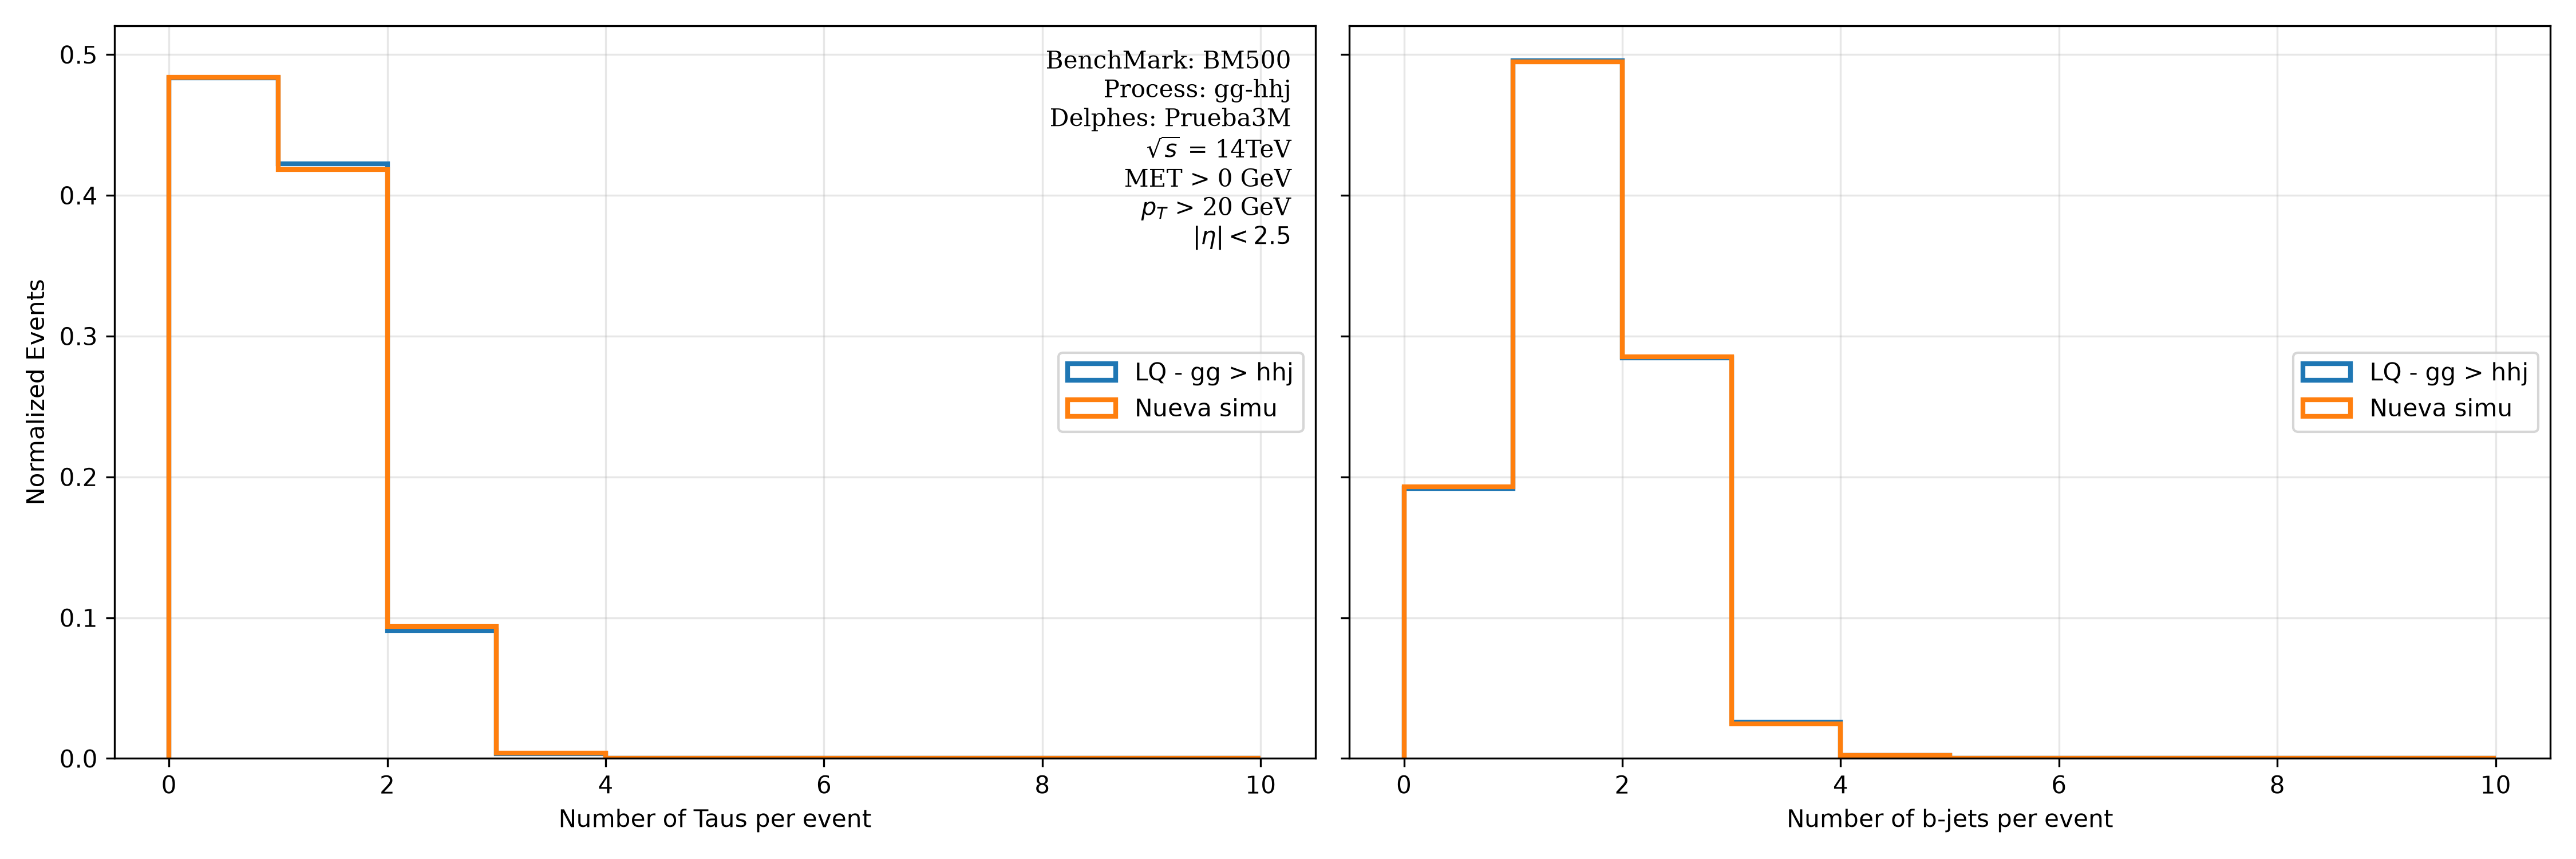 0.5
0.4
0.3
0.2
0.1
0.0
Normalized Events
0 2 4 6 8 10
Number of Taus per event
BenchMark: BM500
Process: gg-hhj
Delphes: Prueba3M
√s = 14TeV
MET > 0 GeV
p_T > 20 GeV
|η| < 2.5
LQ - gg > hhj
Nueva simu
0 2 4 6 8 10
Number of b-jets per event
LQ - gg > hhj
Nueva simu